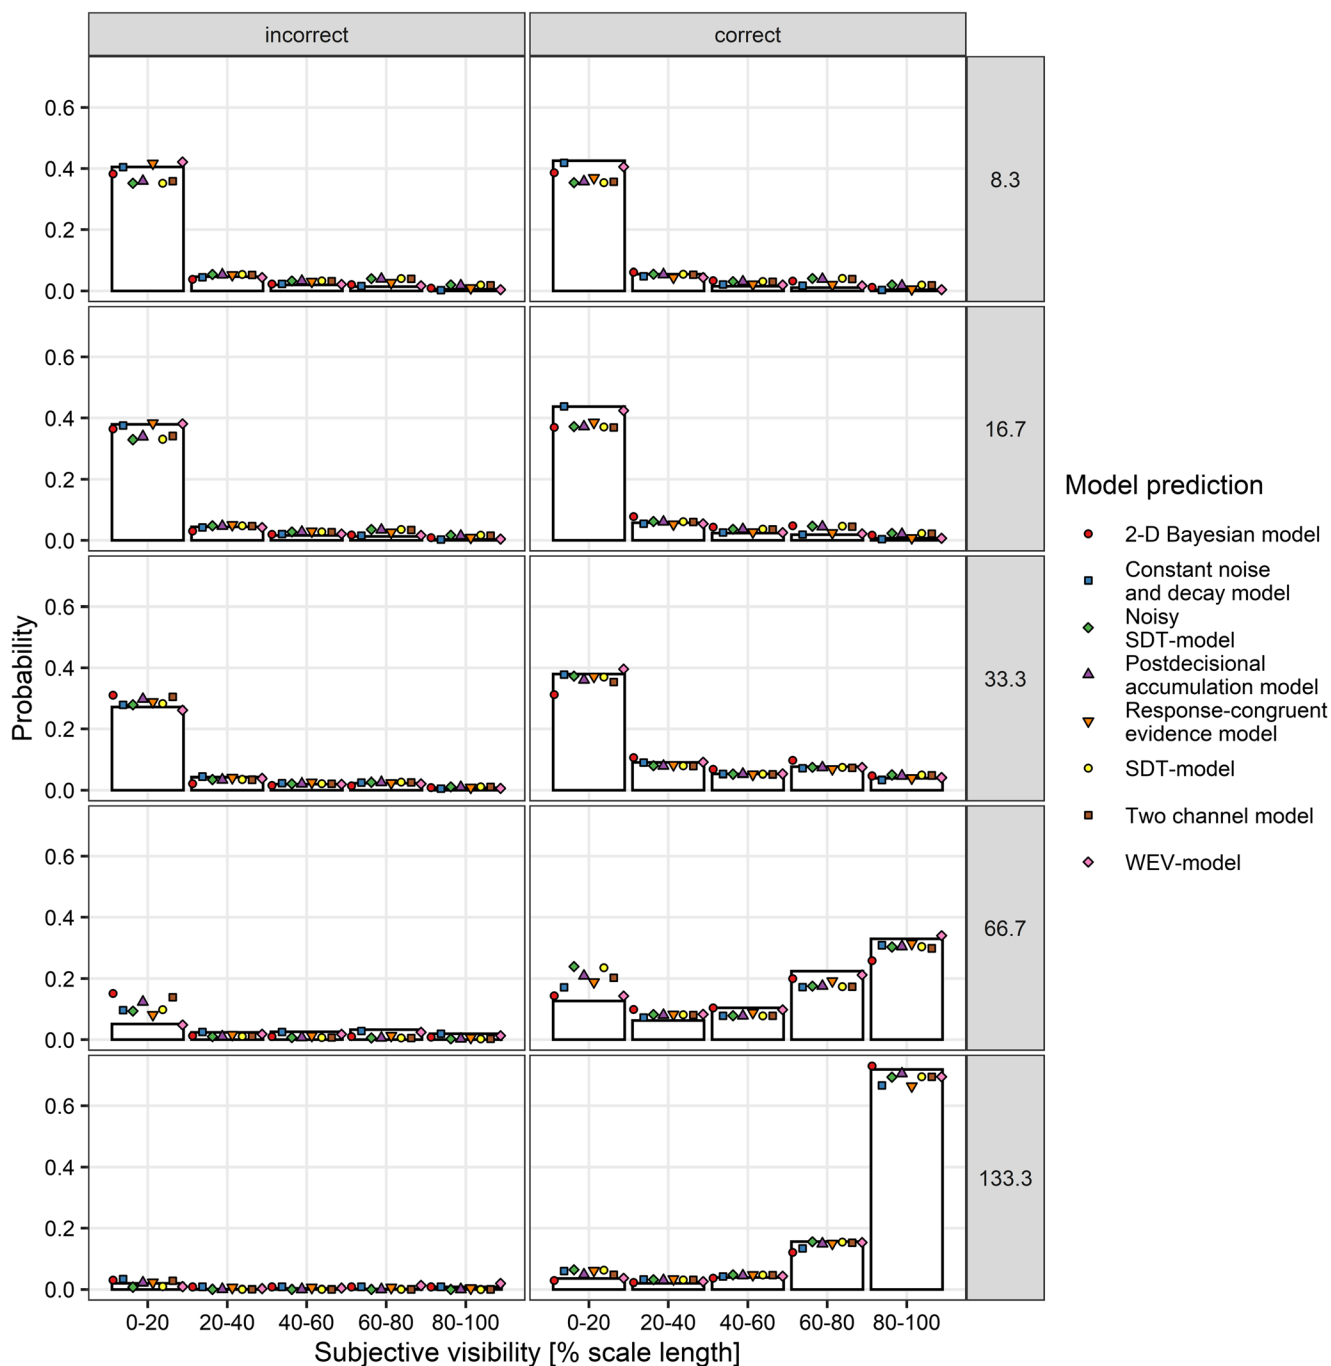 incorrect
correct
0.6
0.4
0.2
0.0
8.3
0.6
0.4
0.2
0.0
16.7
0.6
0.4
0.2
0.0
33.3
0.6
0.4
0.2
0.0
66.7
0.6
0.4
0.2
0.0
133.3
Probability
0-20 20-40 40-60 60-80 80-100
0-20 20-40 40-60 60-80 80-100
Subjective visibility [% scale length]
Model prediction
2-D Bayesian model
Constant noise
and decay model
Noisy
SDT-model
Postdecisional
accumulation model
Response-congruent
evidence model
SDT-model
Two channel model
WEV-model